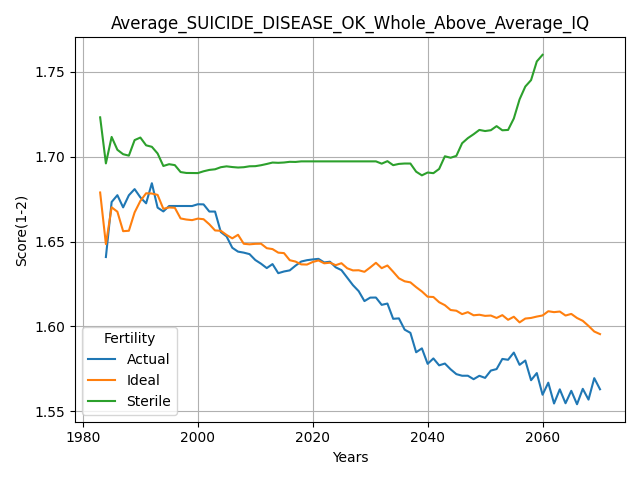 Average_SUICIDE_DISEASE_OK_Whole_Above_Average_IQ
1.75
1.70
1.65
1.60
1.55
Score(1-2)
Fertility
Actual
Ideal
Sterile
1980
2000
2020
2040
2060
Years